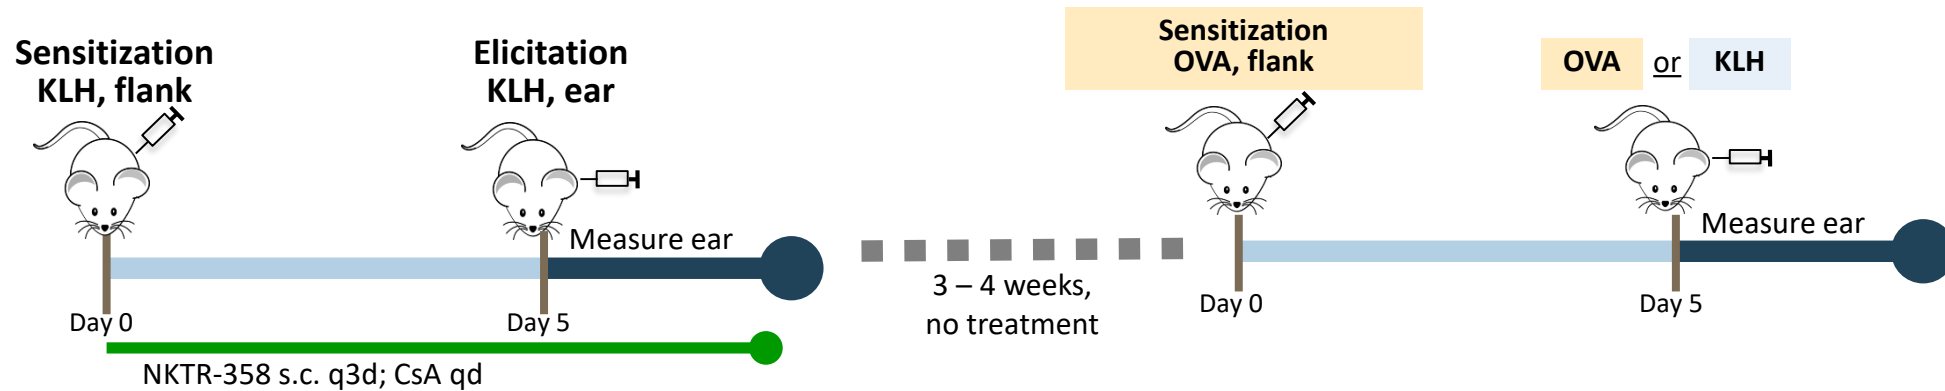 Sensitization
KLH, flank
Elicitation
KLH, ear
Measure ear
Day 0
Day 5
NKTR-358 s.c. q3d; CsA qd
3 – 4 weeks,
no treatment
Sensitization
OVA, flank
OVA or KLH
Measure ear
Day 0
Day 5